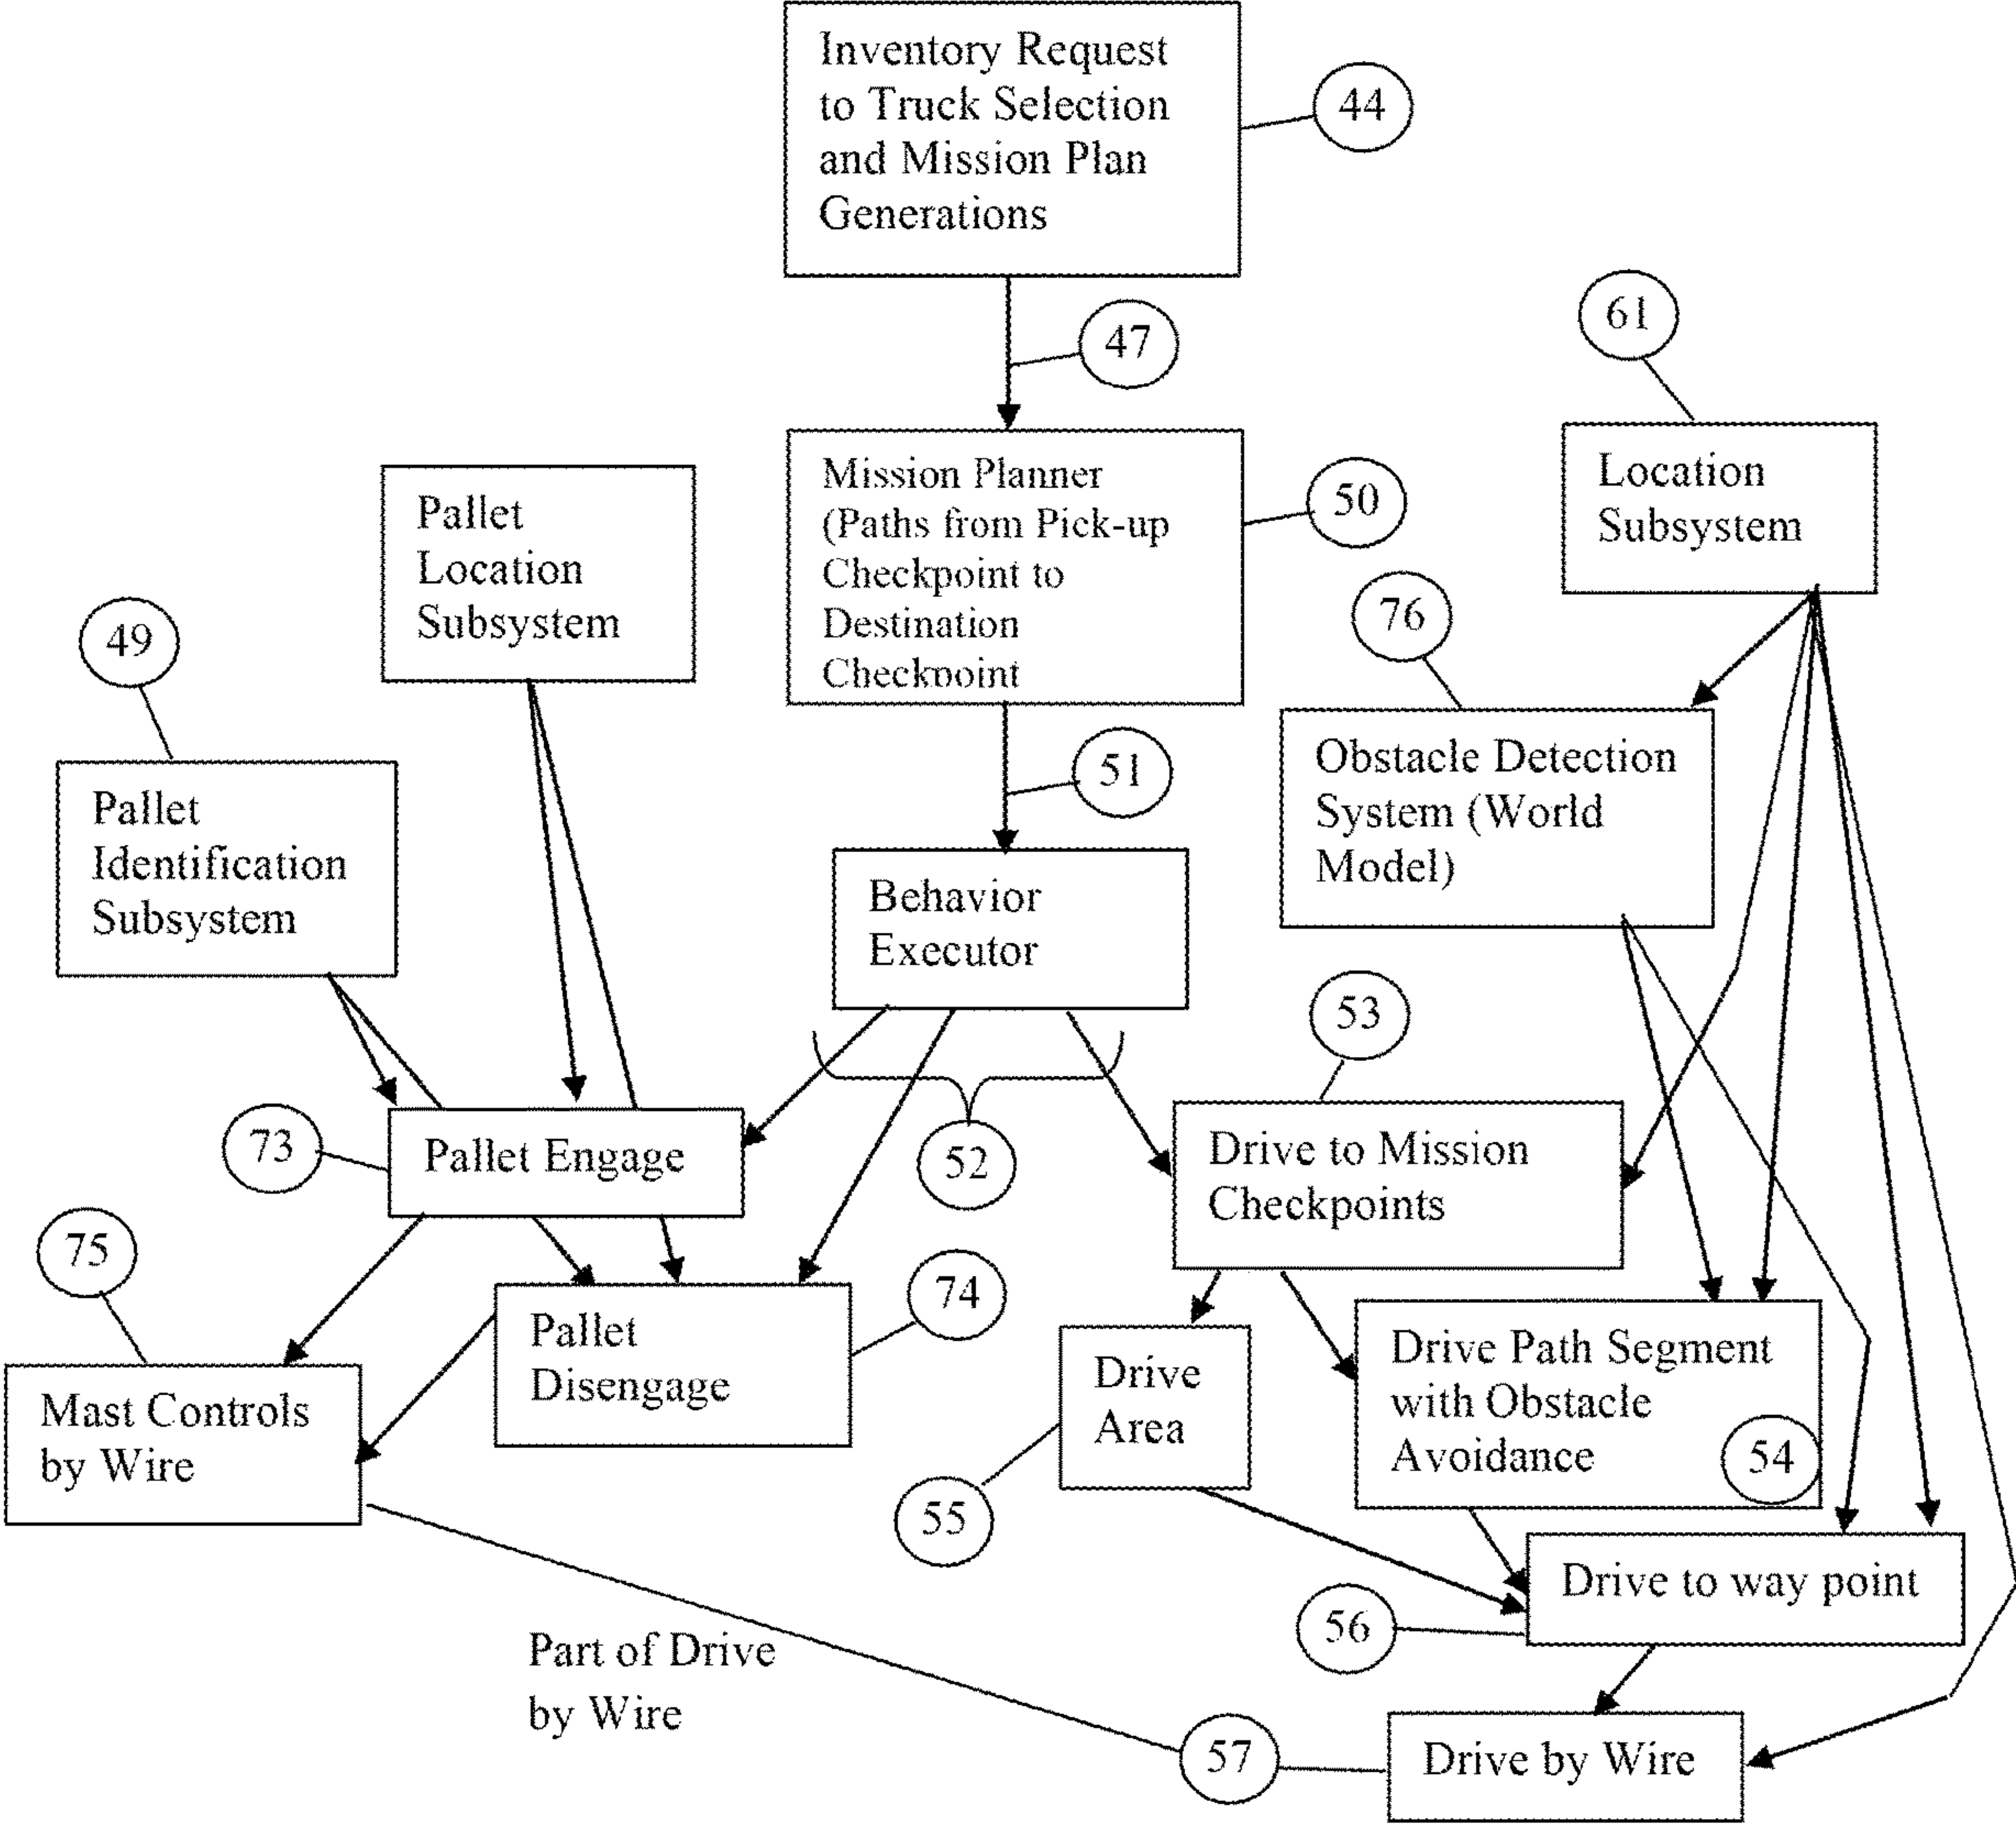 Inventory Request
to Truck Selection
and Mission Plan
Generations
44
47
61
Mission Planner
(Paths from Pick-up
Checkpoint to
Destination
Checkpoint
50
Location
Subsystem
Pallet
Location
Subsystem
49
76
Pallet
Identification
Subsystem
51
Obstacle Detection
System (World
Model)
Behavior
Executor
53
73
Pallet Engage
52
Drive to Mission
Checkpoints
75
74
Mast Controls
by Wire
Pallet
Disengage
Drive
Area
Drive Path Segment
with Obstacle
Avoidance
54
55
Drive to way point
56
Part of Drive
by Wire
57
Drive by Wire